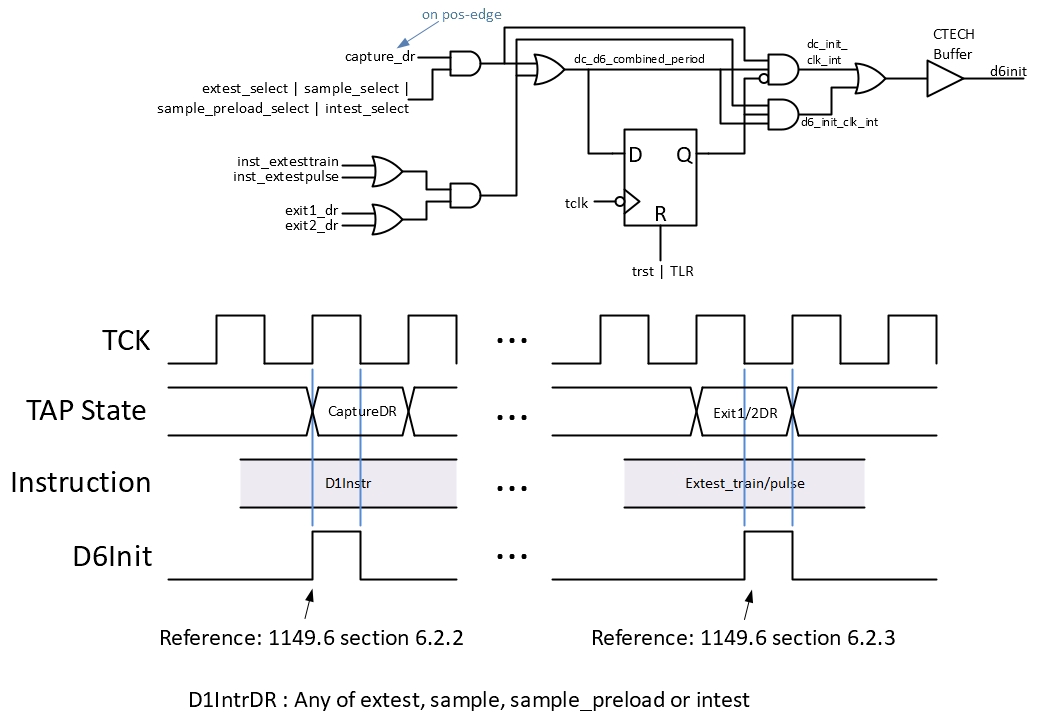 on pos-edge
capture_dr
extest_select | sample_select |
sample_preload_select | intest_select
dc_d6_combined_period
dc_init_
clk_int
CTECH
Buffer
d6init
d6_init_clk_int
inst_extesttrain
inst_extestpulse
exit1_dr
exit2_dr
D Q
tclk
R
trst | TLR
TCK
...
TAP State
CaptureDR
...
Exit1/2DR
Instruction
D1Instr
...
Extest_train/pulse
D6Init
...
Reference: 1149.6 section 6.2.2
Reference: 1149.6 section 6.2.3
D1IntrDR : Any of extest, sample, sample_preload or intest